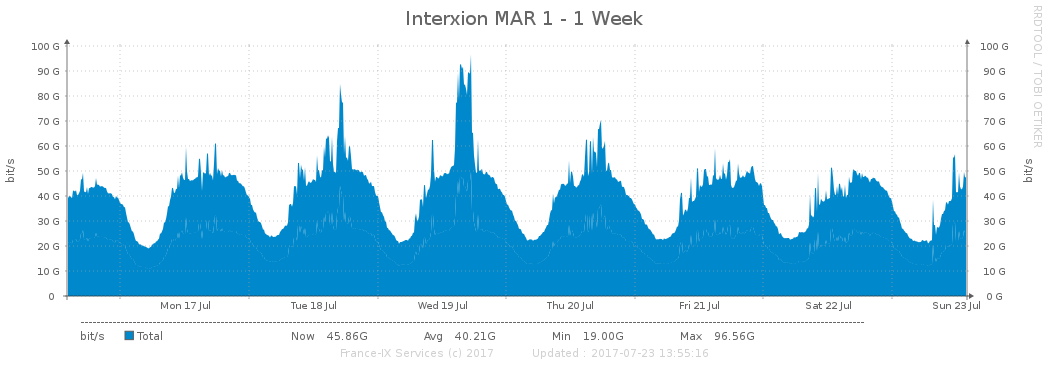 Interxion MAR 1 - 1 Week
RRDTOOL / TOBI OETIKER
100 G 100 G
90 G 90 G
80 G 80 G
70 G 70 G
60 G 60 G
50 G 50 G
40 G 40 G
30 G 30 G
20 G 20 G
10 G 10 G
0 0 G
bit/s bit/s
Mon 17 Jul Tue 18 Jul Wed 19 Jul Thu 20 Jul Fri 21 Jul Sat 22 Jul Sun 23 Jul
bit/s Total Now 45.86G Avg 40.21G Min 19.00G Max 96.56G
France-IX Services (c) 2017 Updated : 2017-07-23 13:55:16